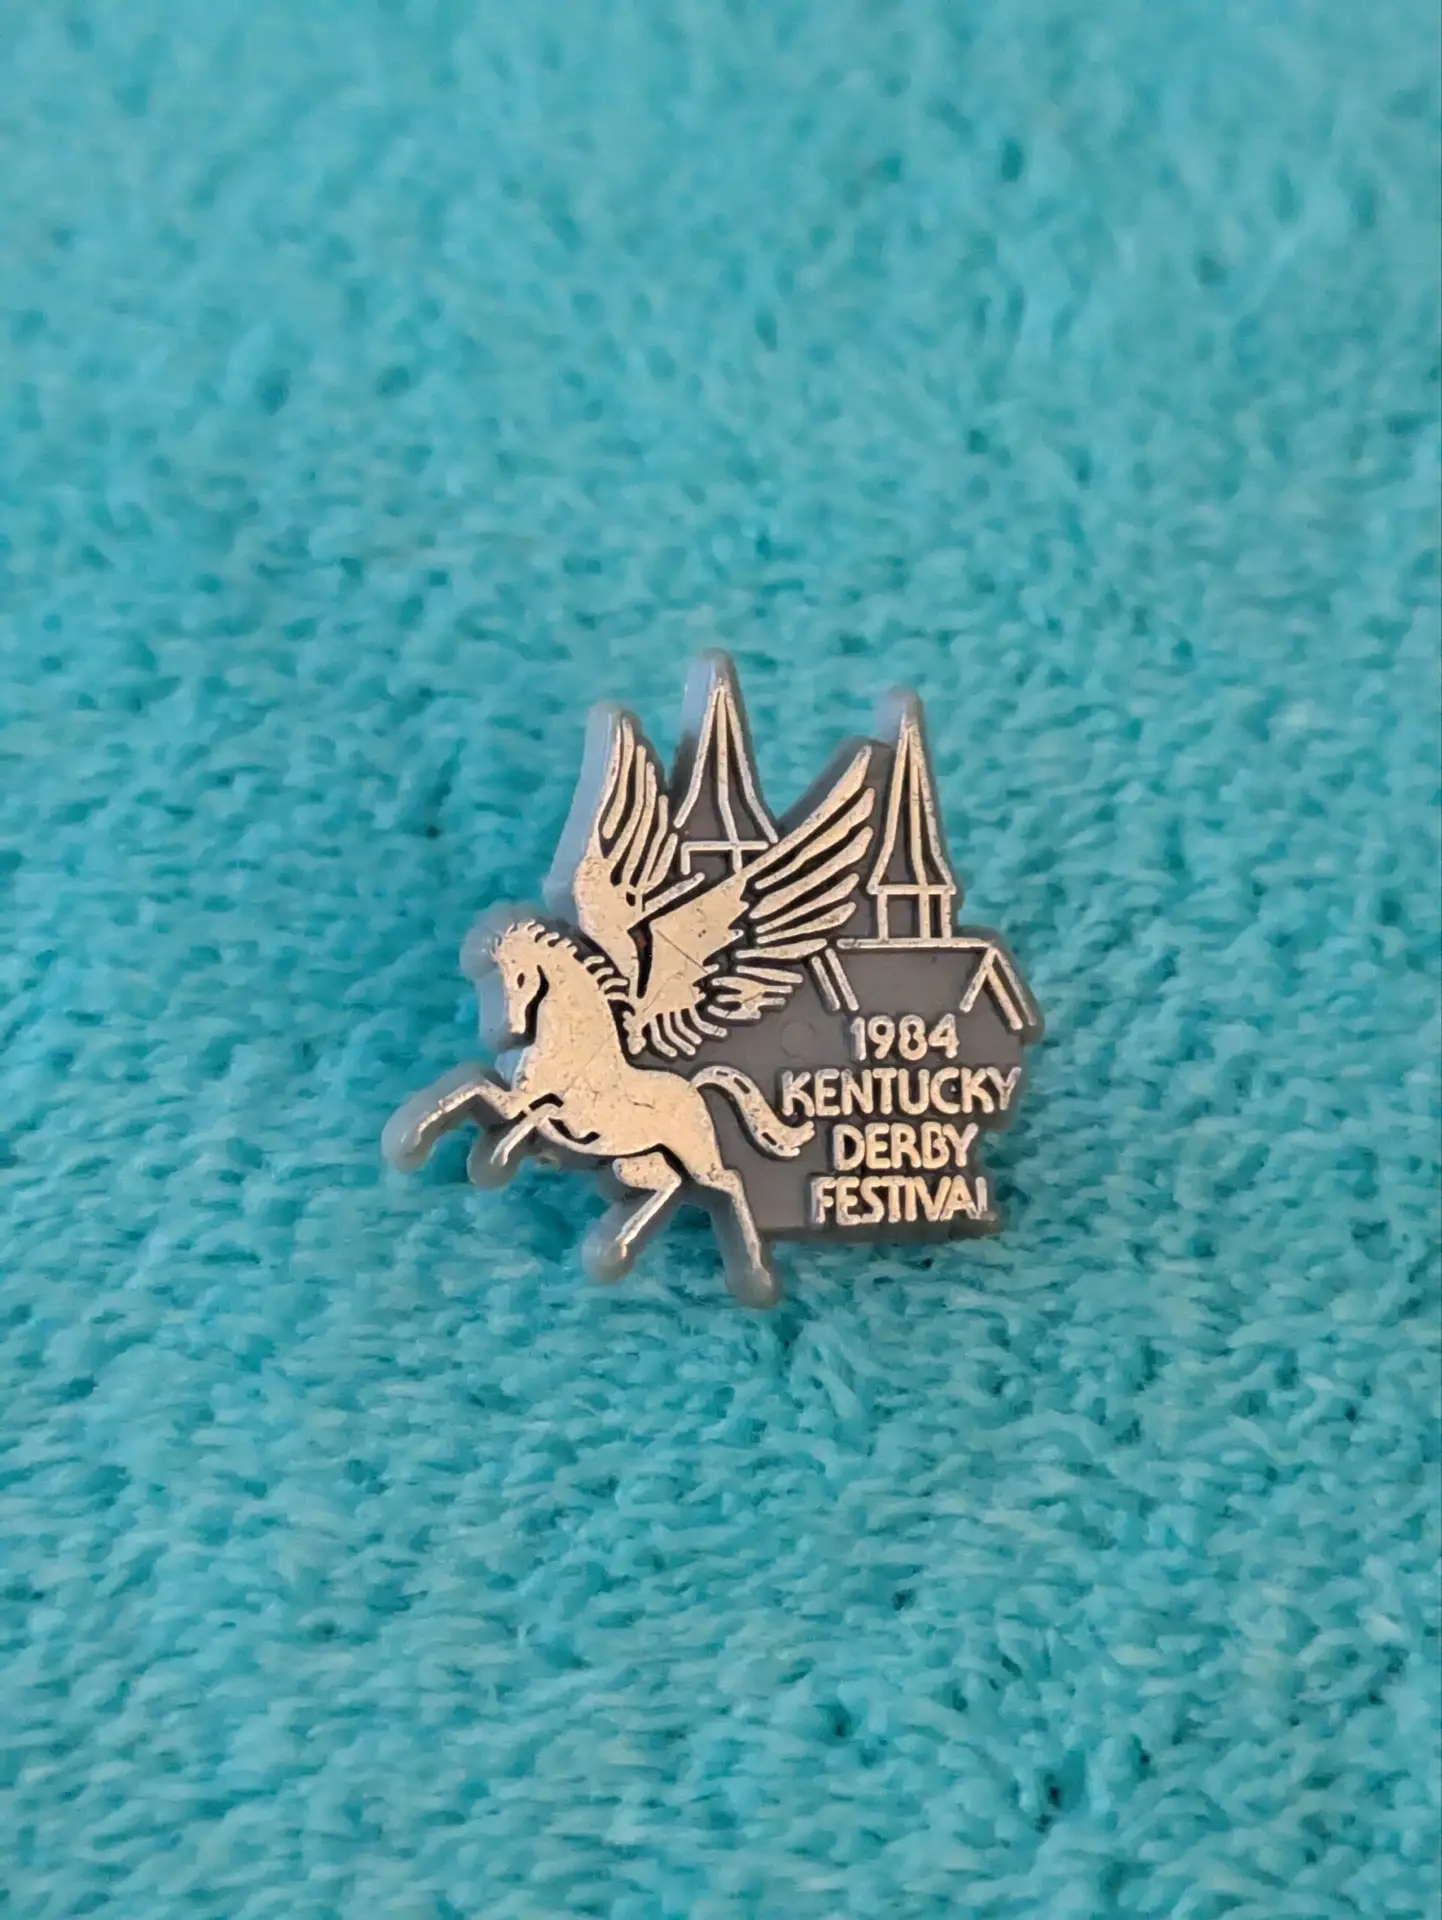 1984
KENTUCKY
DERBY
FESTIVAL